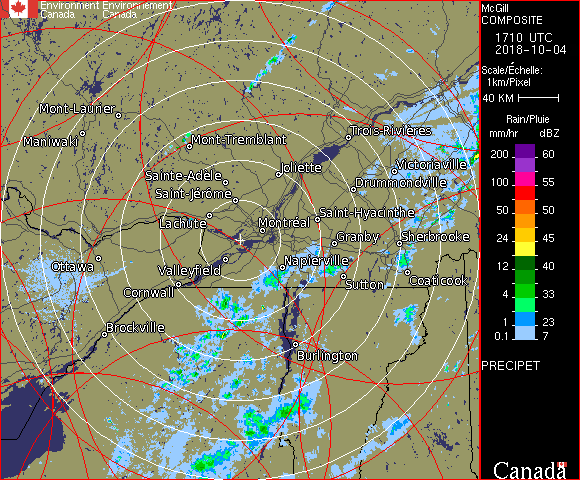 Environment Environnement
Canada Canada
McGill
COMPOSITE
1710 UTC
2018-10-04
Scale/Échelle:
1km/Pixel
40 KM
Rain/Pluie
mm/hr dBZ
200 60
100 55
50 50
24 45
12 40
4 33
1 23
0.1 7
PRECIPET
Canada
Mont-Laurier
Maniwaki
Mont-Tremblant
Trois-Rivières
Joliette
Victoriaville
Sainte-Adèle
Drummondville
Saint-Jérôme
Lachute
Montréal
Saint-Hyacinthe
Granby
Sherbrooke
Ottawa
Valleyfield
Napierville
Cornwall
Sutton
Coaticook
Brockville
Burlington